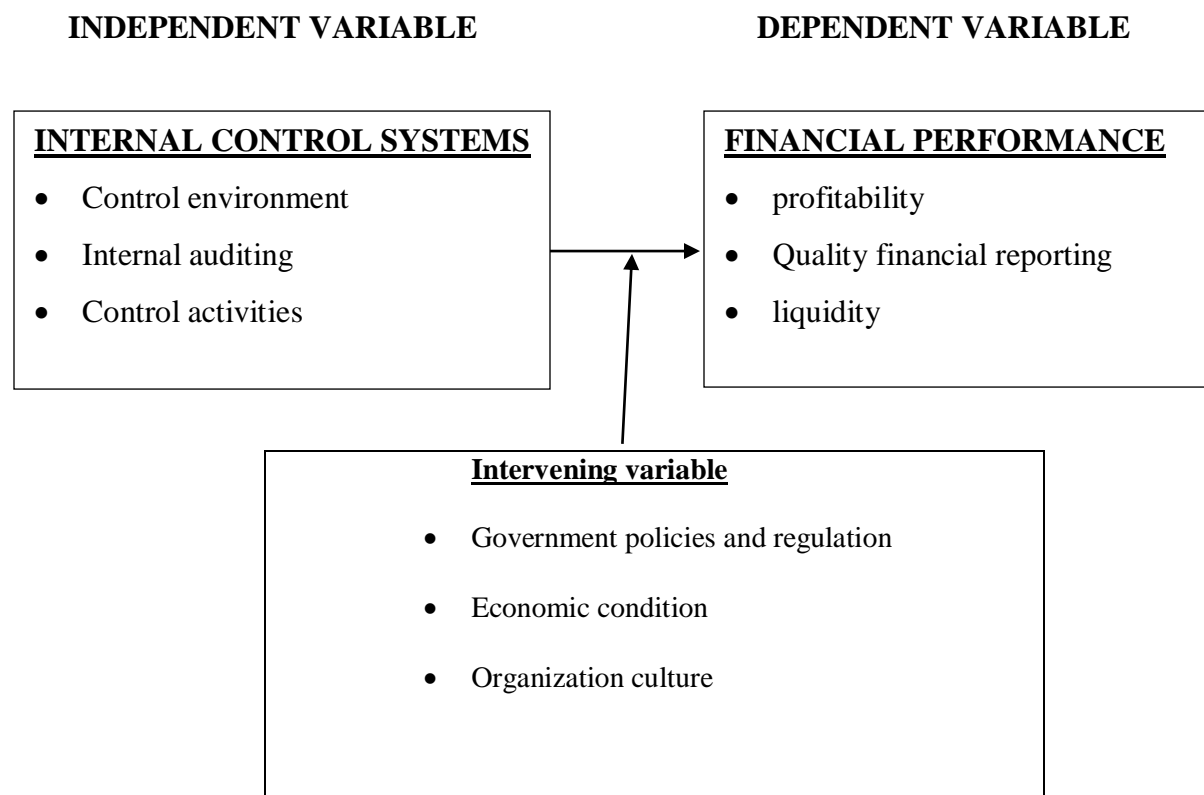 INDEPENDENT VARIABLE
DEPENDENT VARIABLE
INTERNAL CONTROL SYSTEMS
• Control environment
• Internal auditing
• Control activities
FINANCIAL PERFORMANCE
• profitability
• Quality financial reporting
• liquidity
Intervening variable
• Government policies and regulation
• Economic condition
• Organization culture